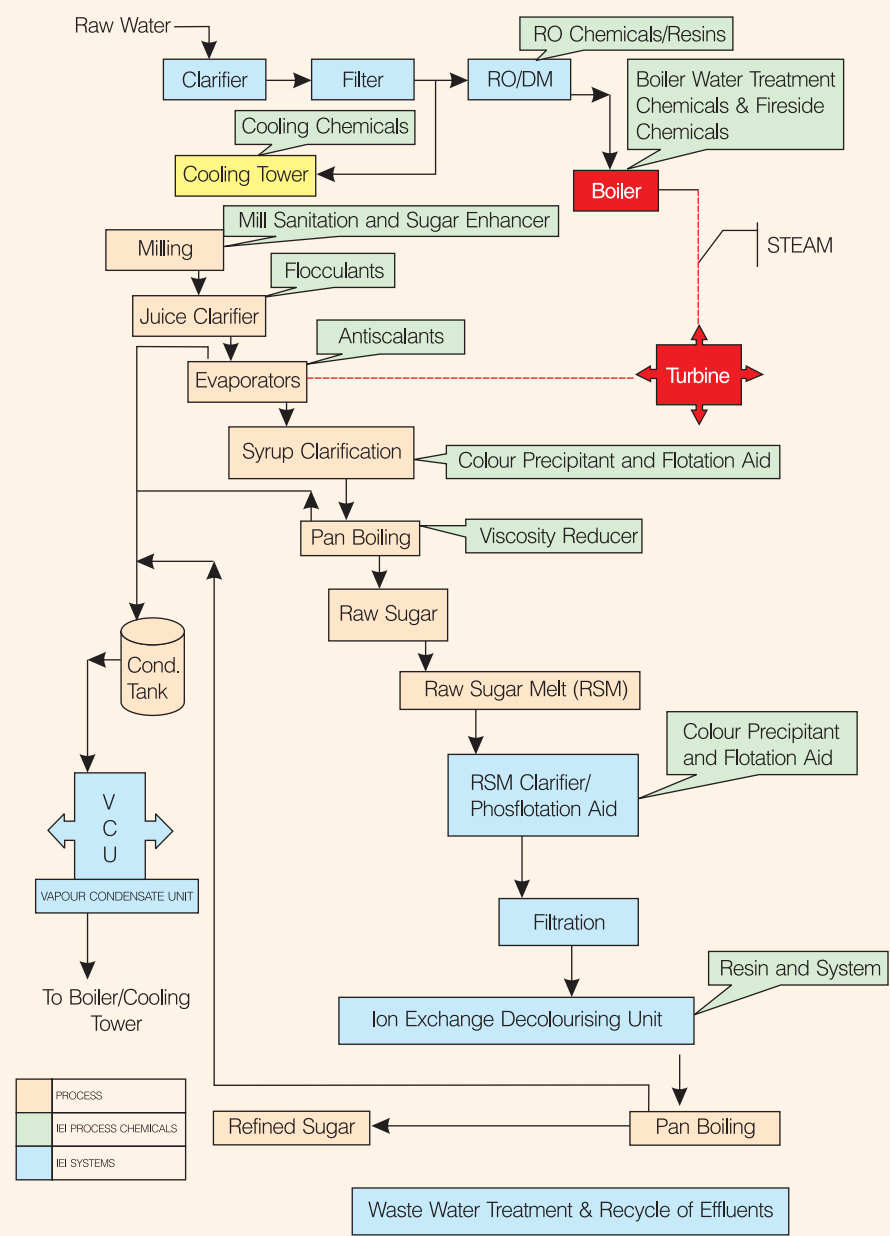 Raw Water
Clarifier
Filter
RO/DM
RO Chemicals/Resins
Boiler Water Treatment
Chemicals & Fireside
Chemicals
Cooling Chemicals
Cooling Tower
Boiler
Mill Sanitation and Sugar Enhancer
Milling
STEAM
Flocculants
Juice Clarifier
Antiscalants
Evaporators
Turbine
Syrup Clarification
Colour Precipitant and Flotation Aid
Pan Boiling
Viscosity Reducer
Raw Sugar
Cond.
Tank
Raw Sugar Melt (RSM)
Colour Precipitant
and Flotation Aid
RSM Clarifier/
Phosflotation Aid
V
C
U
VAPOUR CONDENSATE UNIT
Filtration
Resin and System
To Boiler/Cooling
Tower
Ion Exchange Decolourising Unit
PROCESS
IEI PROCESS CHEMICALS
IEI SYSTEMS
Refined Sugar
Pan Boiling
Waste Water Treatment & Recycle of Effluents